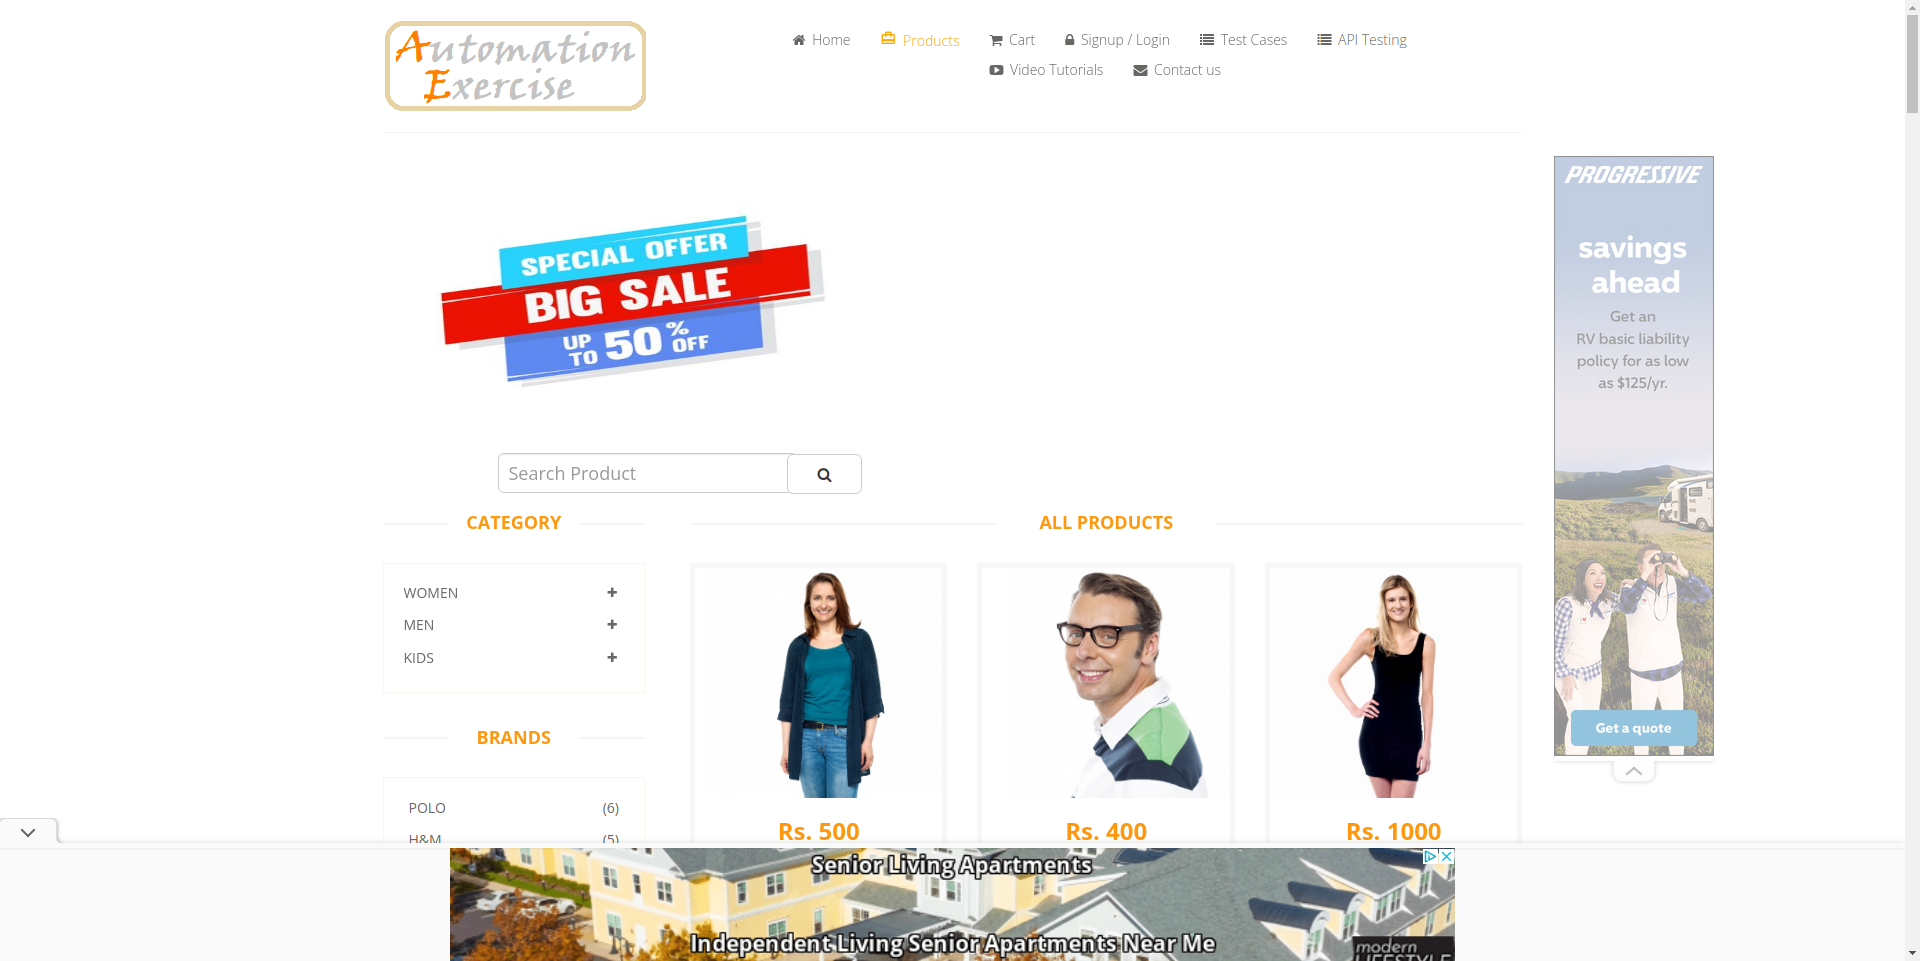 Automation
Exercise
Home
Products
Cart
Signup / Login
Test Cases
API Testing
Video Tutorials
Contact us
SPECIAL OFFER
BIG SALE
UP TO 50% OFF
PROGRESSIVE
savings
ahead
Get an
RV basic liability
policy for as low
as $125/yr.
Get a quote
Search Product
CATEGORY
WOMEN
MEN
KIDS
BRANDS
POLO (6)
H&M (5)
ALL PRODUCTS
Rs. 500
Rs. 400
Rs. 1000
Senior Living Apartments
Independent Living Senior Apartments Near Me
modern
LIFESTYLE